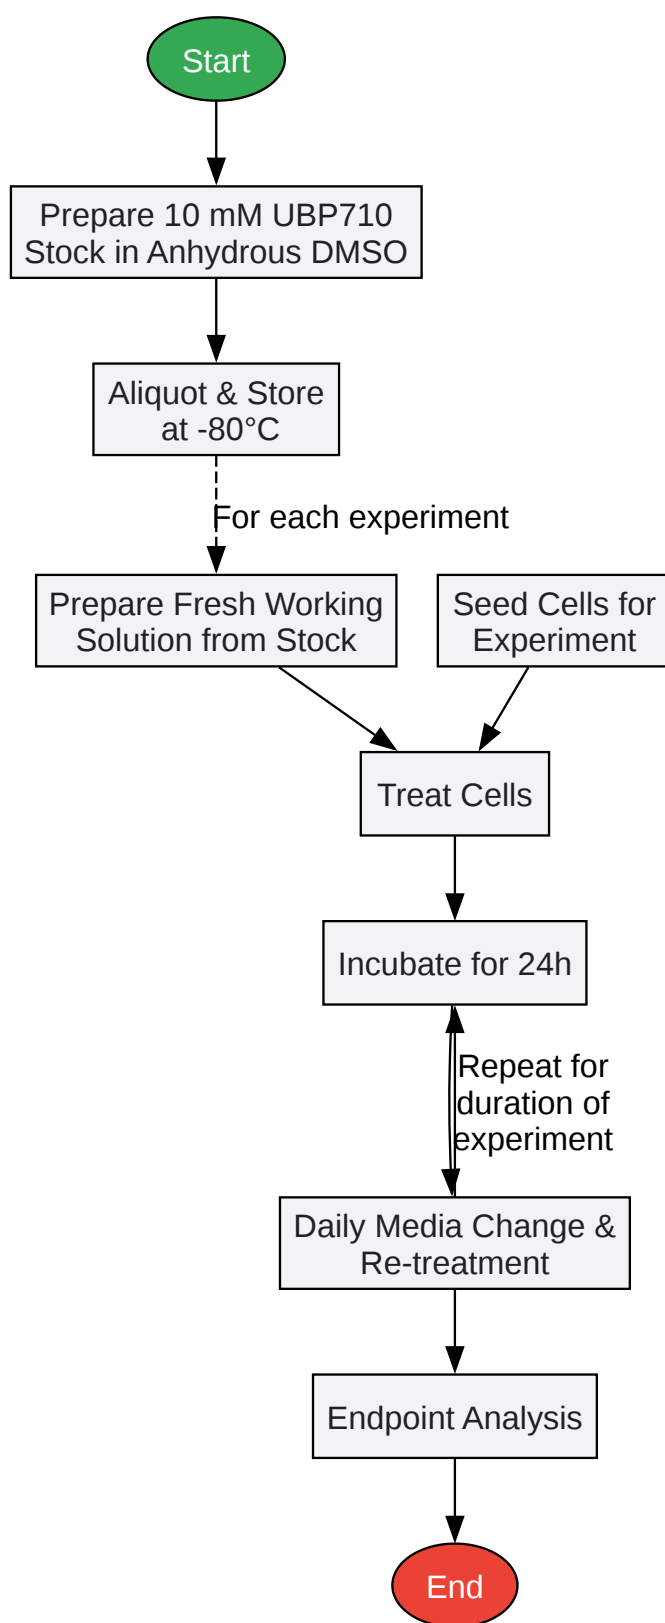 Start
Prepare 10 mM UBP710
Stock in Anhydrous DMSO
Aliquot & Store
at -80°C
For each experiment
Prepare Fresh Working
Solution from Stock
Seed Cells for
Experiment
Treat Cells
Incubate for 24h
Repeat for
duration of
experiment
Daily Media Change &
Re-treatment
Endpoint Analysis
End